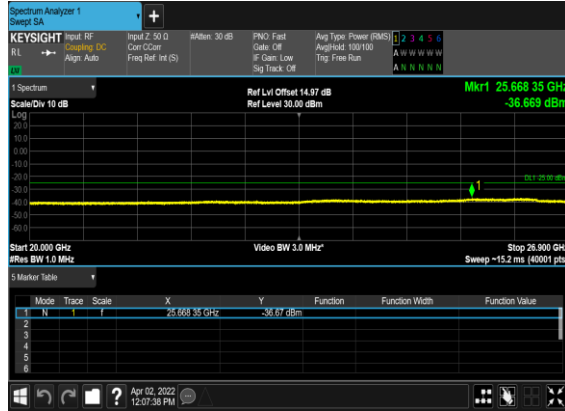 Spectrum Analyzer 1
Swept SA
KEYSIGHT Input: RF Input Z: 50 Ω #Atten: 30 dB PNO: Fast Avg Type: Power (RMS) 1 2 3 4 5 6
RL Coupling: DC Corr CCorr Gate: Off Avg|Hold: 100/100 A W W W W W
Align: Auto Freq Ref: Int (S) IF Gain: Low Trig: Free Run
Sig Track: Off A N N N N N
1 Spectrum Ref Lvl Offset 14.97 dB Mkr1 25.668 35 GHz
Scale/Div 10 dB Ref Level 30.00 dBm -36.669 dBm
Log
20.0
10.0
0.00
-10.0
-20.0
DL1 -25.00 dBm
1
-30.0
-40.0
-50.0
-60.0
Start 20.000 GHz Video BW 3.0 MHz* Stop 26.900 GHz
#Res BW 1.0 MHz Sweep ~15.2 ms (40001 pts)
5 Marker Table
Mode Trace Scale X Y Function Function Width Function Value
1 N 1 f 25.668 35 GHz -36.67 dBm
2
3
4
5
6
? Apr 02, 2022
12:07:38 PM